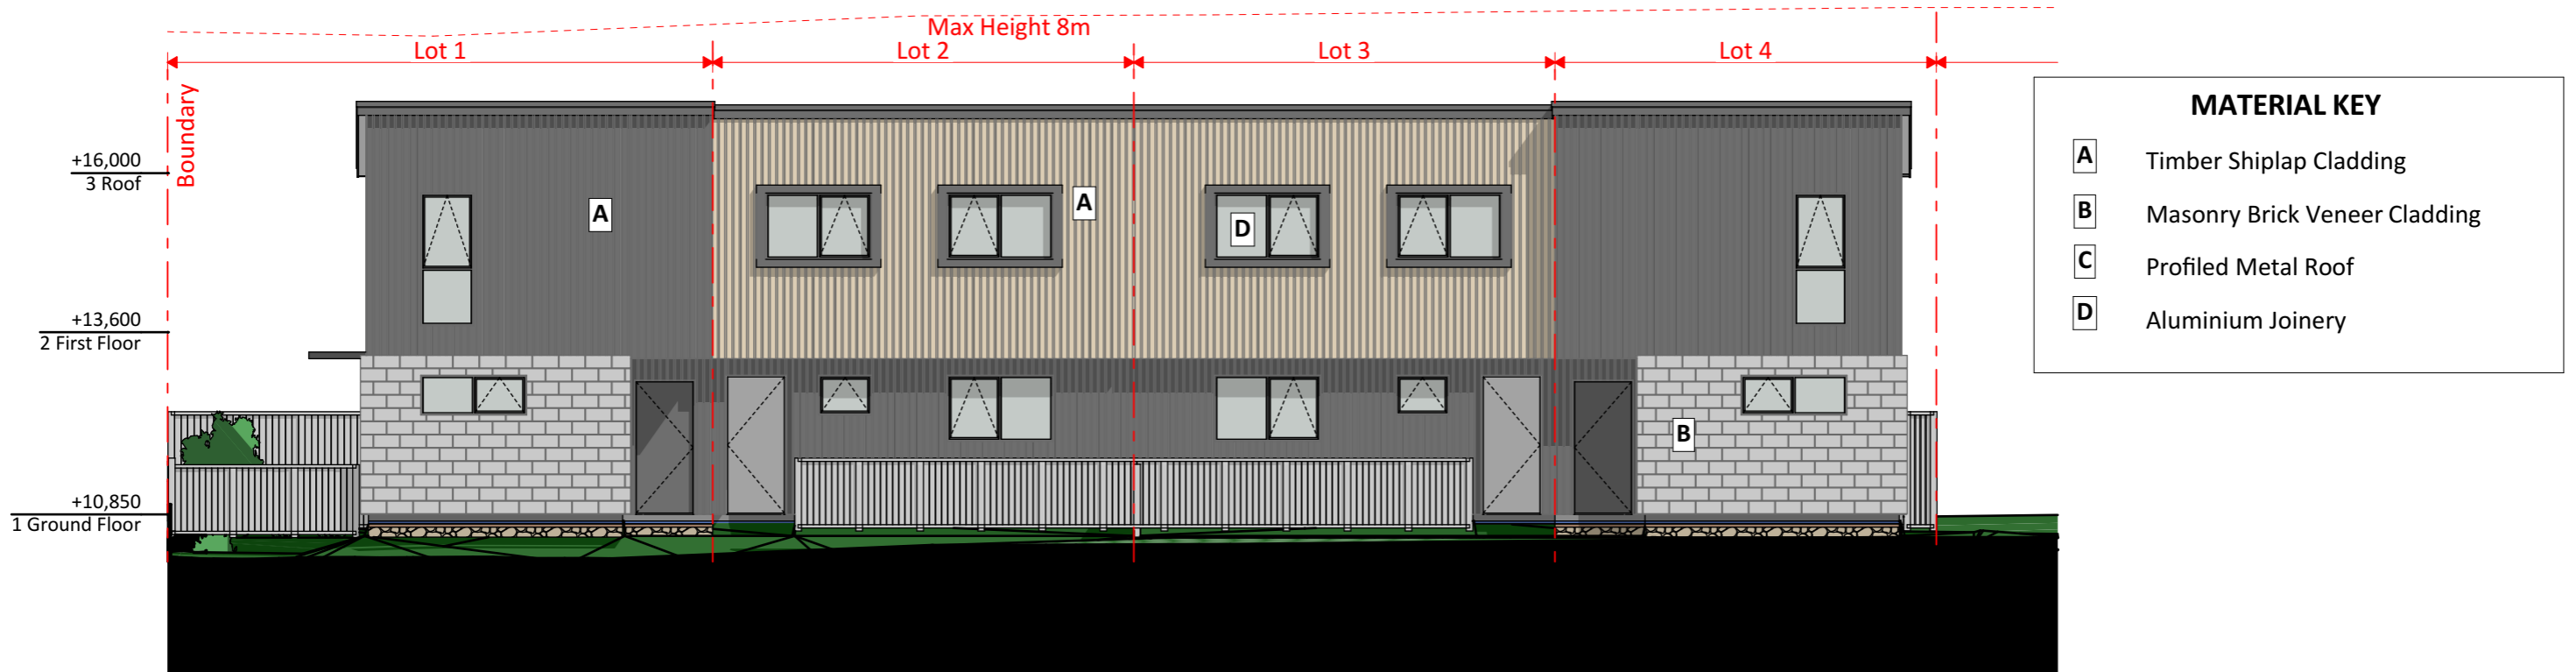 Max Height 8m
Lot 1
Lot 2
Lot 3
Lot 4
Boundary
+16,000
3 Roof
+13,600
2 First Floor
+10,850
1 Ground Floor
A
A
D
B
MATERIAL KEY
A Timber Shiplap Cladding
B Masonry Brick Veneer Cladding
C Profiled Metal Roof
D Aluminium Joinery